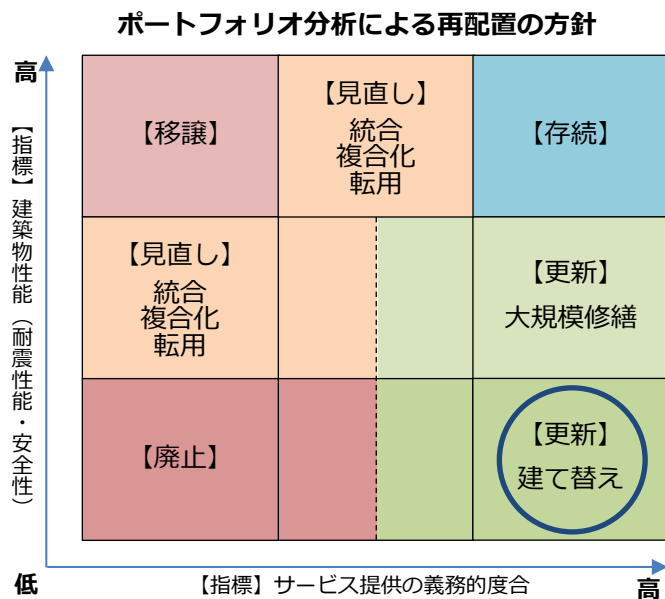 ポートフォリオ分析による再配置の方針
高
【指標】建築物性能（耐震性能・安全性）
【移譲】
【見直し】
統合
複合化
転用
【存続】
【見直し】
統合
複合化
転用
【更新】
大規模修繕
【廃止】
【更新】
建て替え
低
【指標】サービス提供の義務的度合
高